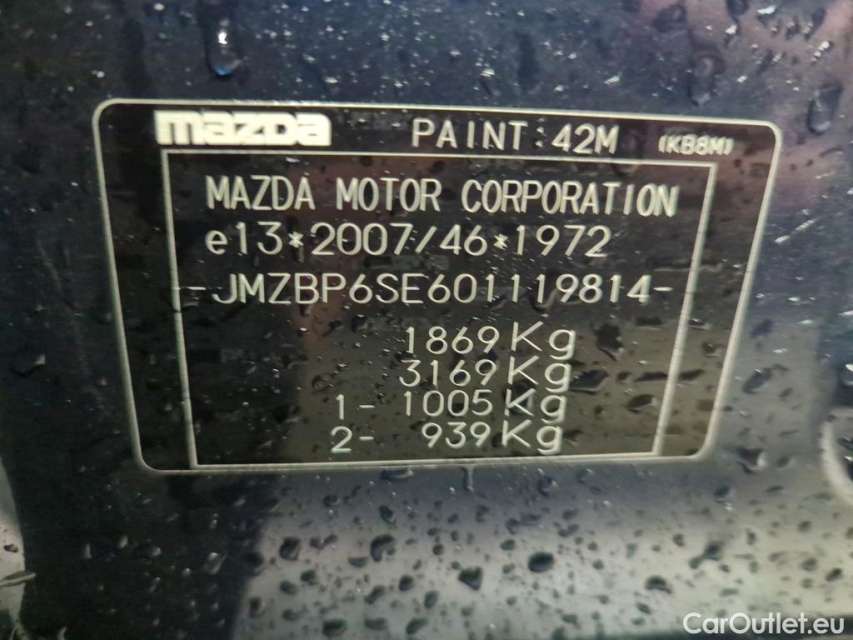 mazda PAINT:42M (KB8M)
MAZDA MOTOR CORPORATION
e13*2007/46*1972
-JMZBP6SE601119814-
1869Kg
3169Kg
1- 1005Kg
2- 939Kg
CarOutlet.eu